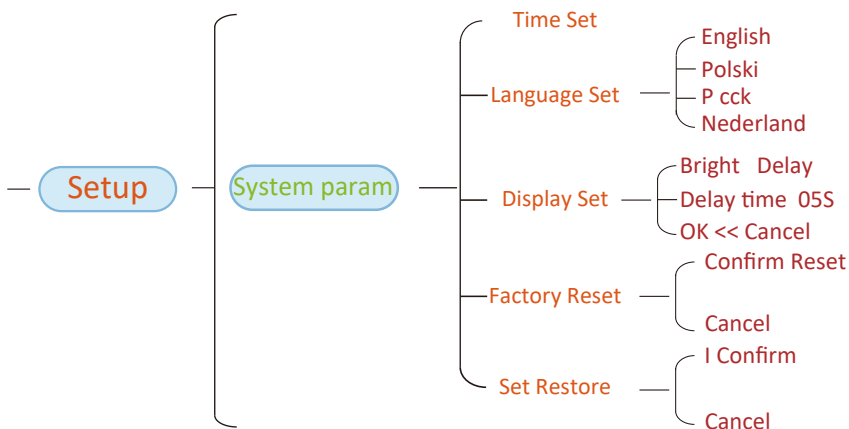 Setup
System param
Time Set
Language Set
English
Polski
P cck
Nederland
Display Set
Bright Delay
Delay time 05S
OK << Cancel
Factory Reset
Confirm Reset
Cancel
Set Restore
I Confirm
Cancel